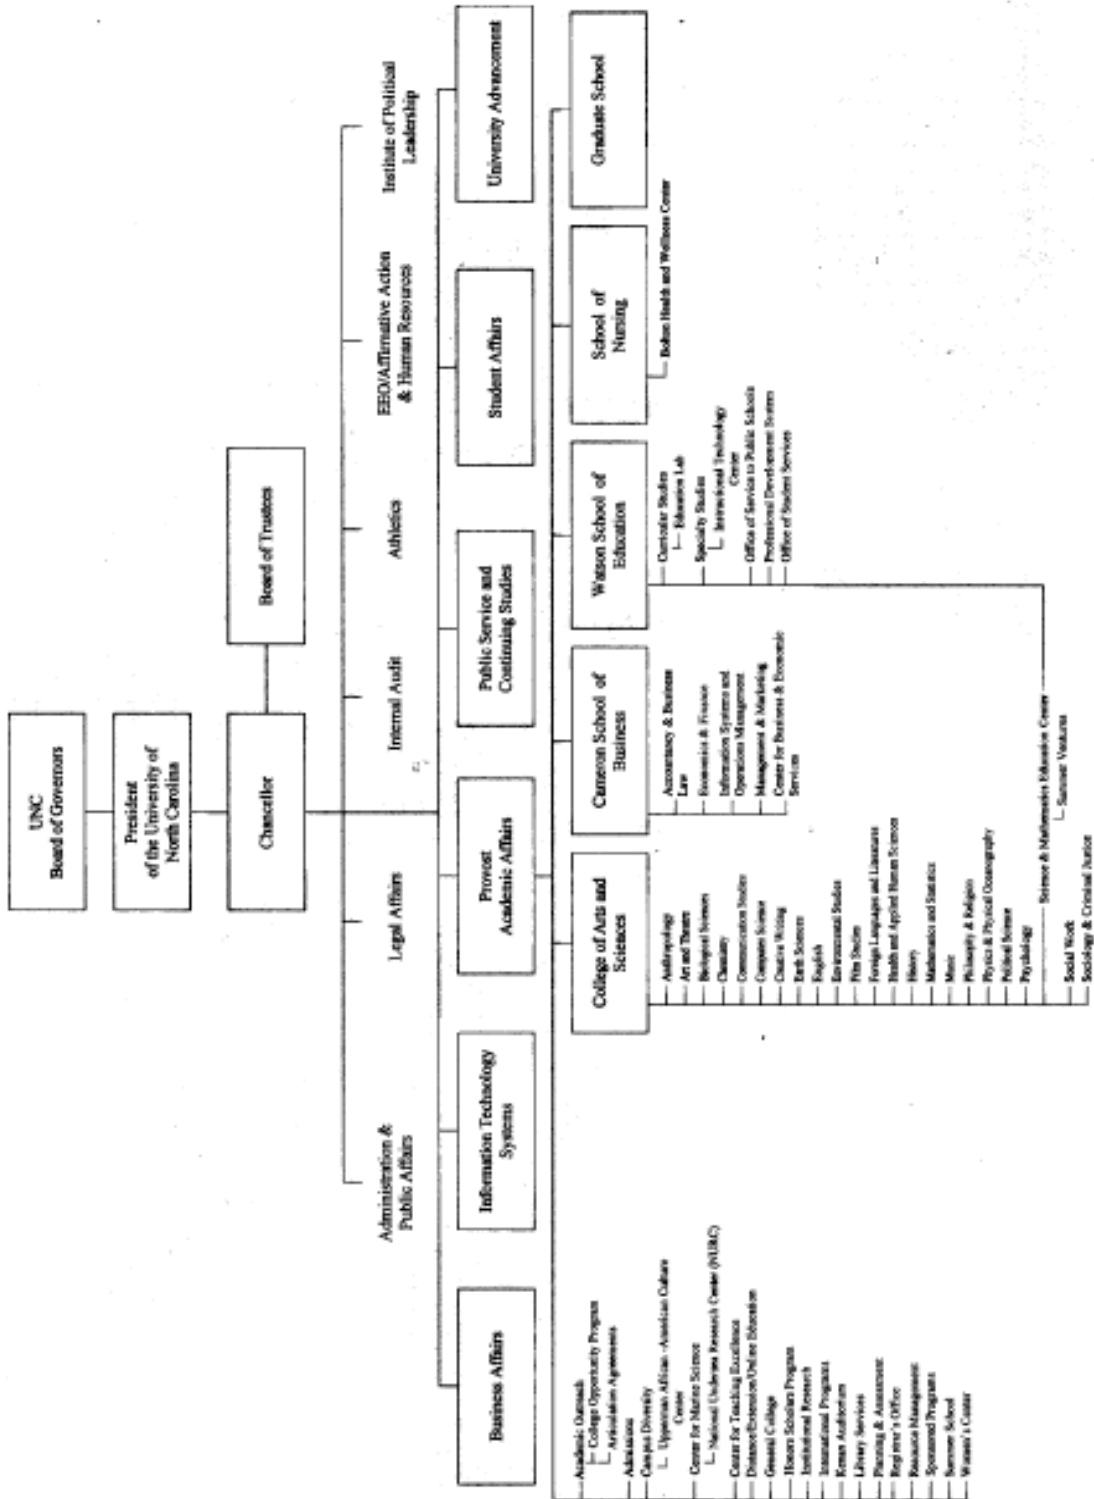 UNC
Board of Governors
President
of the University of
North Carolina
Chancellor
Board of Trustees
Administration &
Public Affairs
Legal Affairs
Internal Audit
Athletics
EEO/Affirmative Action
& Human Resources
Institute of Political
Leadership
Business Affairs
Information Technology
Systems
Provost
Academic Affairs
Public Service and
Continuing Studies
Student Affairs
University Advancement
College of Arts and
Sciences
Cameron School of
Business
Watson School of
Education
School of
Nursing
Graduate School
Academic Outreach
College Opportunity Program
Articulation Agreements
Admissions
Campus Diversity
Upperman African-American Culture
Center
Center for Marine Science
National Undersea Research Center (NURC)
Center for Teaching Excellence
Distance/Extension/Online Education
General College
Honors Scholars Program
Institutional Research
International Programs
Kenan Auditorium
Library Services
Planning & Assessment
Registrar's Office
Resource Management
Sponsored Programs
Summer School
Women's Center
Anthropology
Art and Theatre
Biological Sciences
Chemistry
Communication Studies
Computer Science
Creative Writing
Earth Sciences
English
Environmental Studies
Film Studies
Foreign Languages and Literatures
Health and Applied Human Sciences
History
Mathematics and Statistics
Music
Philosophy & Religion
Physics & Physical Oceanography
Political Science
Psychology
Science & Mathematics Education Center
Summer Ventures
Social Work
Sociology & Criminal Justice
Accountancy & Business
Law
Economics & Finance
Information Systems and
Operations Management
Management & Marketing
Center for Business & Economic
Services
Curricular Studies
Education Lab
Specialty Studies
Instructional Technology
Center
Office of Service to Public Schools
Professional Development System
Office of Student Services
Health and Wellness Center